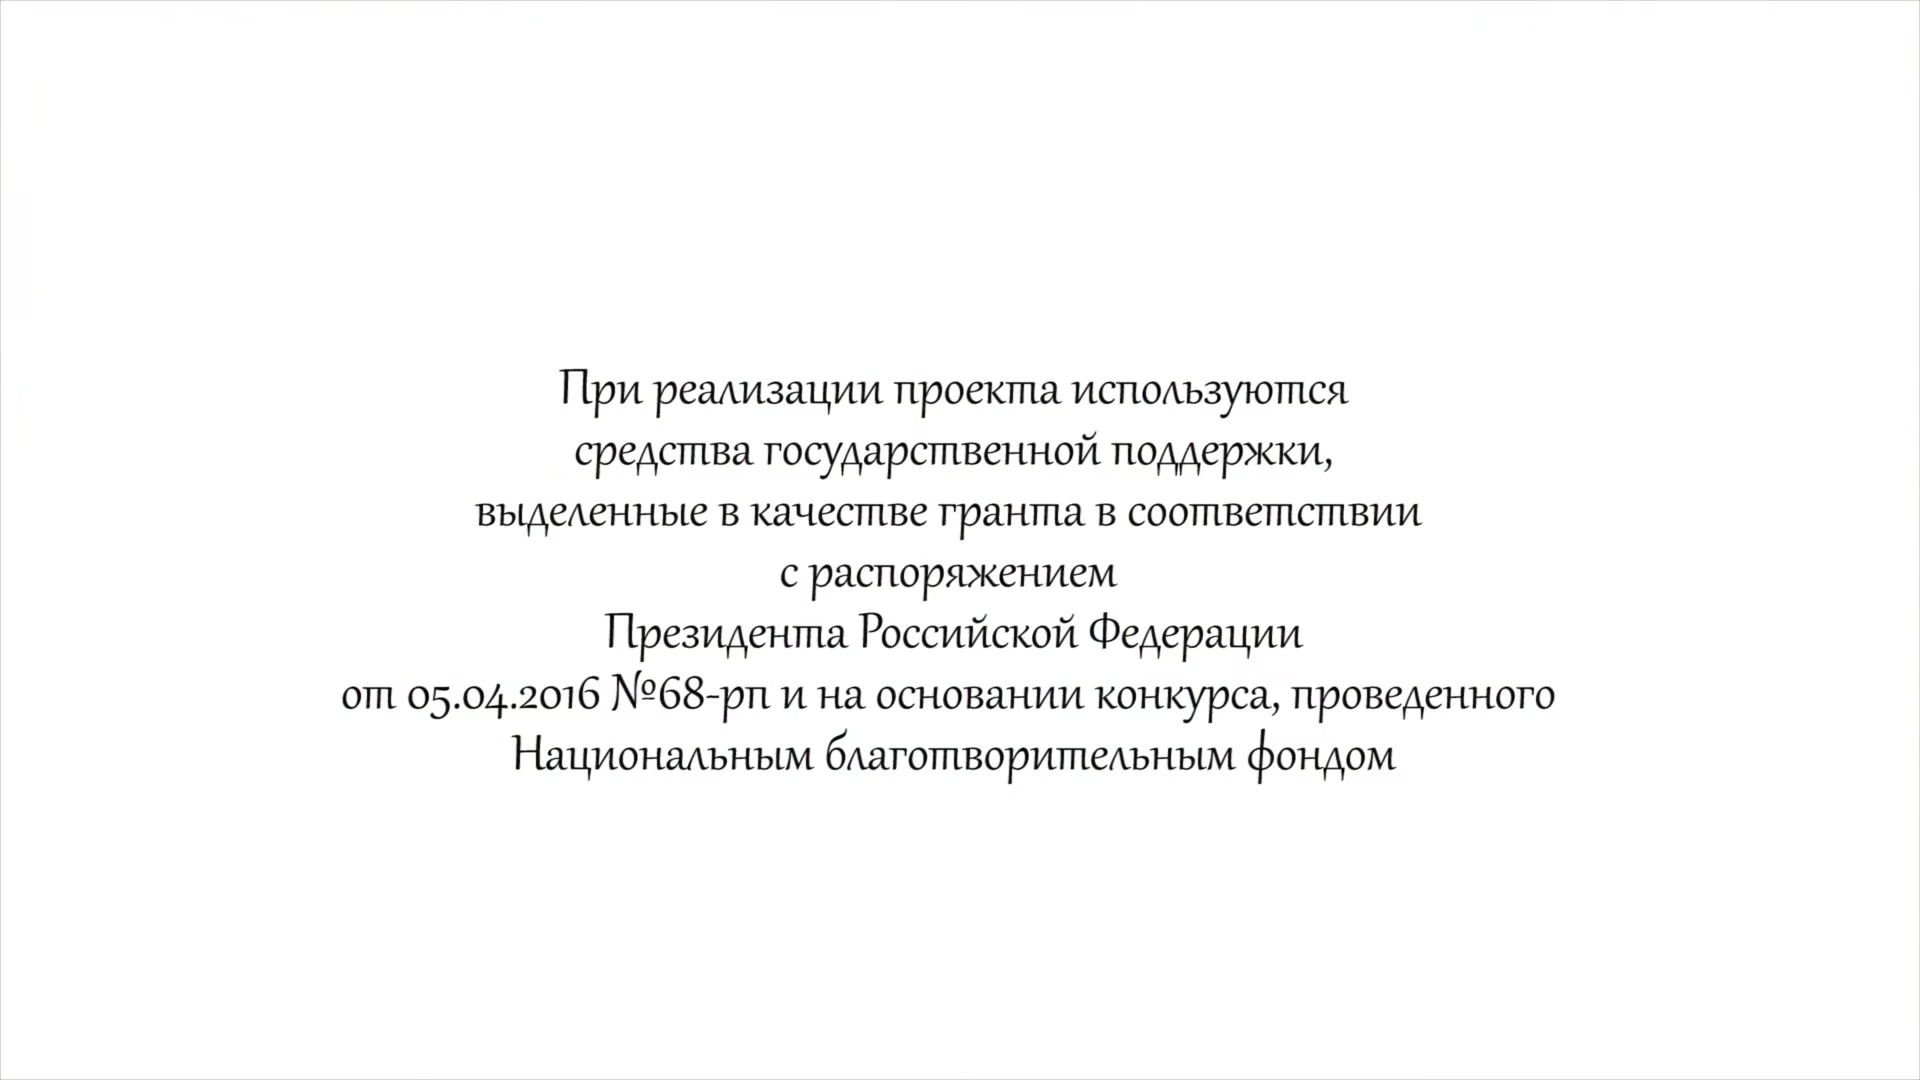 При реализации проекта используются
средства государственной поддержки,
выделенные в качестве гранта в соответствии
с распоряжением
Президента Российской Федерации
от 05.04.2016 №68-рп и на основании конкурса, проведенного
Национальным благотворительным фондом